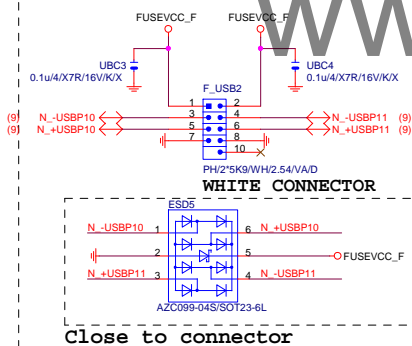 WW
FUSEVCC_F FUSEVCC_F
UBC3 UBC4
0.1u/4/X7R/16V/K/X 0.1u/4/X7R/16V/K/X
F_USB2
1 2
(9) N_-USBP10 3 4 N_-USBP11 (9)
(9) N_+USBP10 5 6 N_+USBP11 (9)
7 8
10
PH/2*5K9/WH/2.54/VA/D
WHITE CONNECTOR
ESD5
N_-USBP10 1 6 N_+USBP10
2 5 FUSEVCC_F
N_+USBP11 3 4 N_-USBP11
AZC099-04S/SOT23-6L
Close to connector